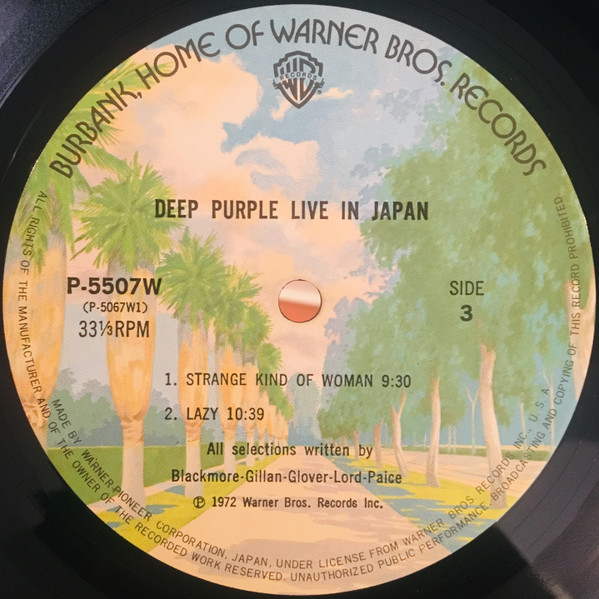 BURBANK, HOME OF WARNER BROS. RECORDS
WB
RECORDS
DEEP PURPLE LIVE IN JAPAN
P-5507W
(P-5067W1)
33⅓RPM
SIDE
3
1. STRANGE KIND OF WOMAN 9:30
2. LAZY 10:39
All selections written by
Blackmore-Gillan-Glover-Lord-Paice
Ⓟ 1972 Warner Bros. Records Inc.
MADE BY WARNER-PIONEER CORPORATION, JAPAN, UNDER LICENSE FROM WARNER BROS RECORDS INC., U.S.A.
ALL RIGHTS OF THE MANUFACTURER AND OF THE OWNER OF THE RECORDED WORK RESERVED. UNAUTHORIZED PUBLIC PERFORMANCE, BROADCASTING AND COPYING OF THIS RECORD PROHIBITED